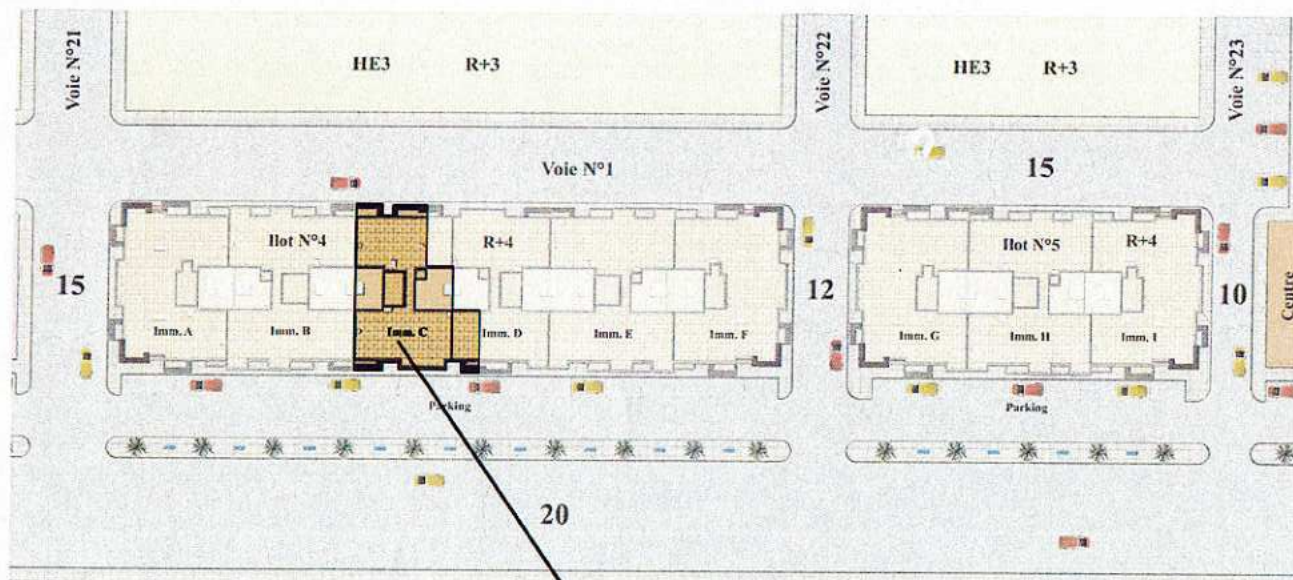 Voie N°21
HE3 R+3
Voie N°22
HE3 R+3
Voie N°23
Voie N°1
15
Ilot N°4 R+4
Ilot N°5 R+4
15
12
10
Centre
Imm. A
Imm. B
Imm. C
Imm. D
Imm. E
Imm. F
Imm. G
Imm. H
Imm. I
Parking
Parking
20